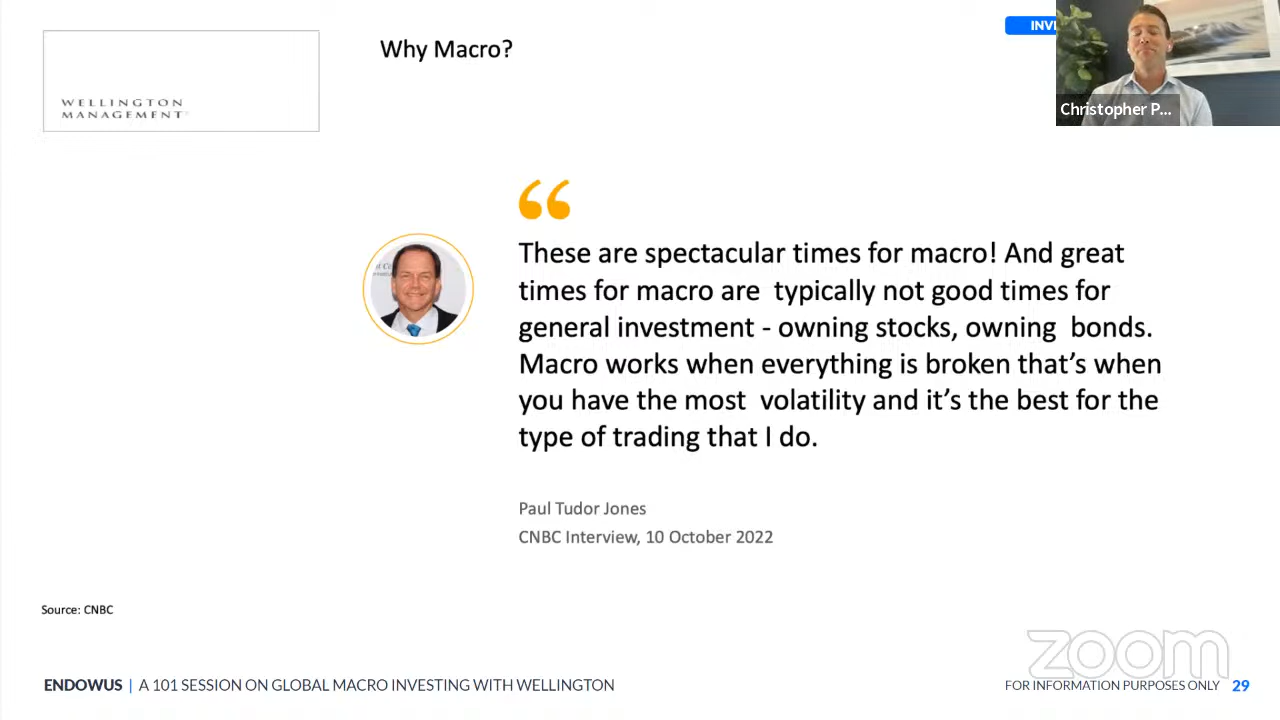 Why Macro?
INVE
WELLINGTON
MANAGEMENT
Christopher P...
These are spectacular times for macro! And great
times for macro are typically not good times for
general investment - owning stocks, owning bonds.
Macro works when everything is broken that's when
you have the most volatility and it's the best for the
type of trading that I do.
Paul Tudor Jones
CNBC Interview, 10 October 2022
Source: CNBC
zoom
ENDOWUS | A 101 SESSION ON GLOBAL MACRO INVESTING WITH WELLINGTON
FOR INFORMATION PURPOSES ONLY 29